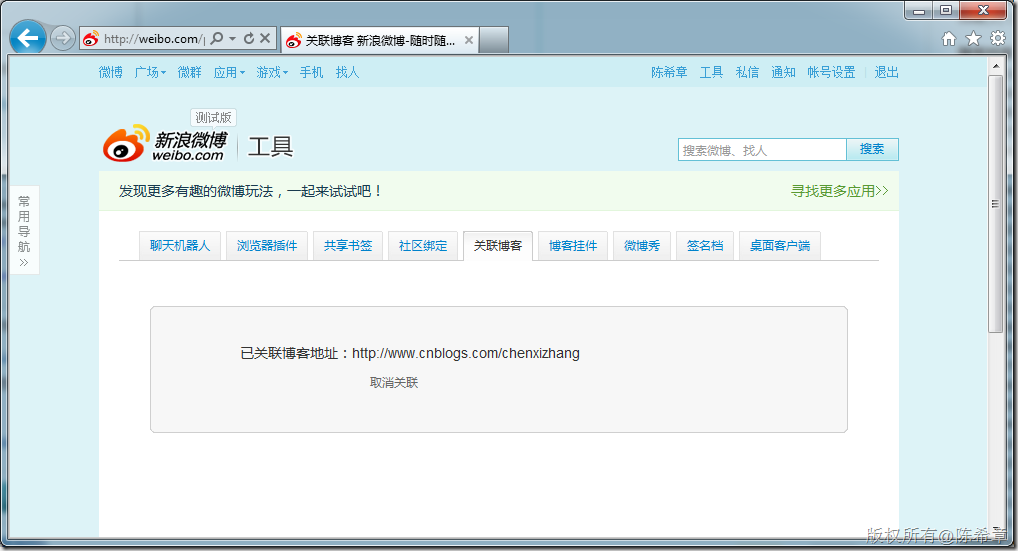 http://weibo.com/p
关联博客 新浪微博-随时随...
微博 广场 微群 应用 游戏 手机 找人
陈希章 工具 私信 通知 帐号设置 退出
测试版
新浪微博
weibo.com
工具
搜索微博、找人 搜索
发现更多有趣的微博玩法，一起来试试吧！
寻找更多应用>>
常用导航 >>
聊天机器人 浏览器插件 共享书签 社区绑定 关联博客 博客挂件 微博秀 签名档 桌面客户端
已关联博客地址：http://www.cnblogs.com/chenxizhang
取消关联
版权所有@陈希章